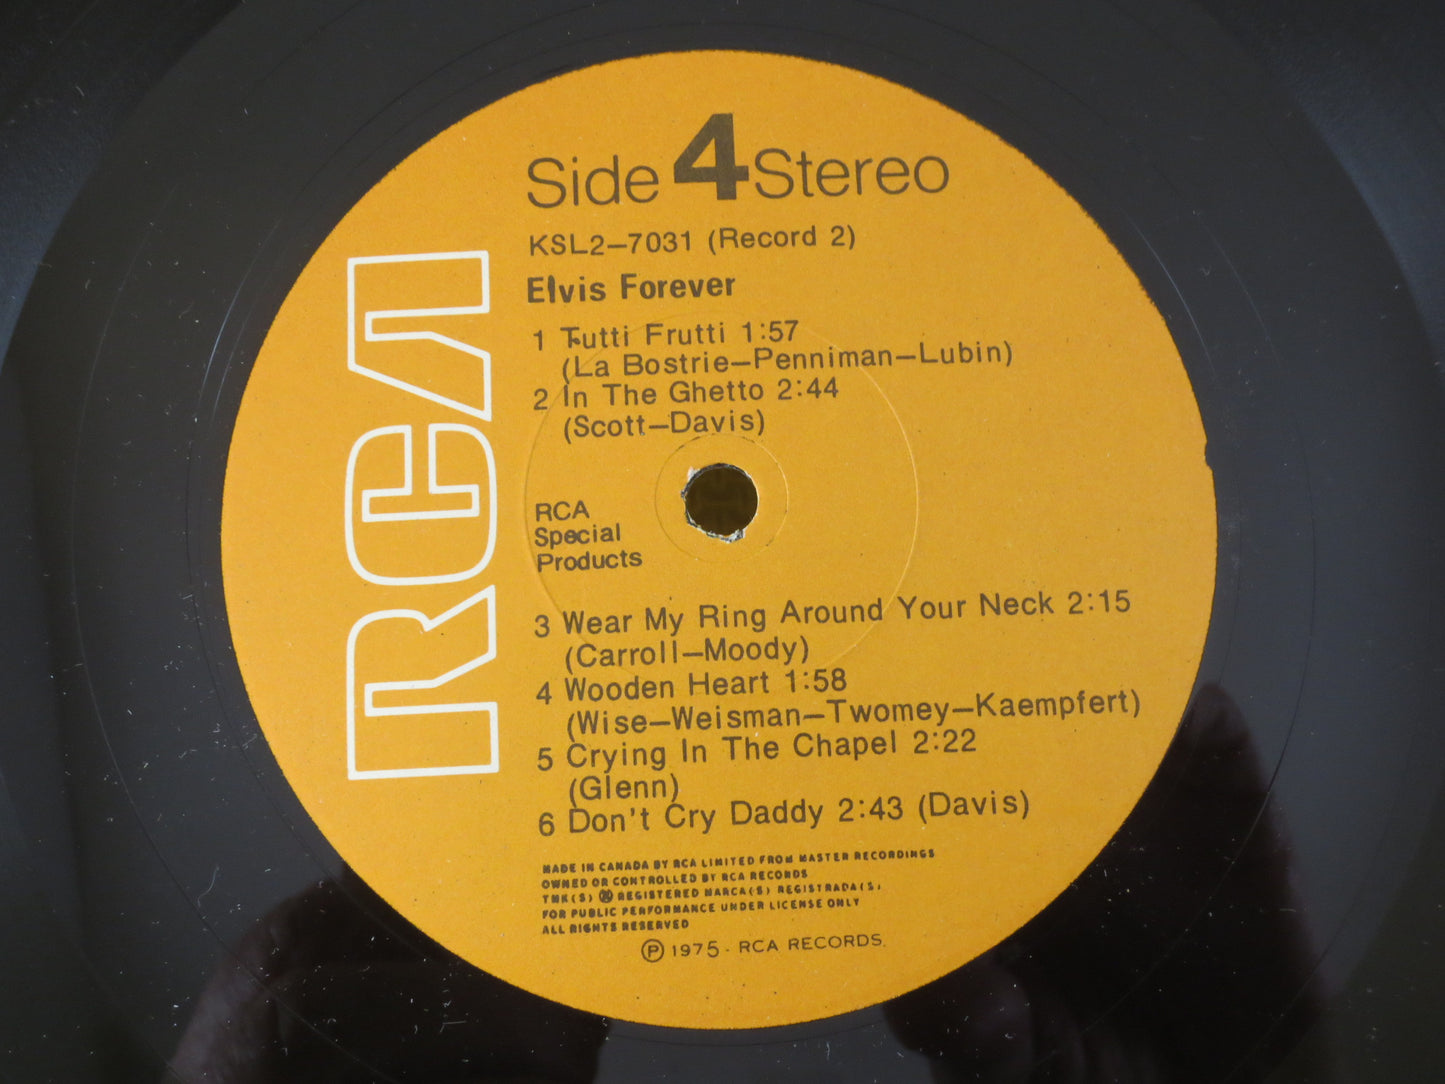 RCA
Side 4 Stereo
KSL2-7031 (Record 2)
Elvis Forever
1 Tutti Frutti 1:57
(La Bostrie-Penniman-Lubin)
2 In The Ghetto 2:44
(Scott-Davis)
RCA
Special
Products
3 Wear My Ring Around Your Neck 2:15
(Carroll-Moody)
4 Wooden Heart 1:58
(Wise-Weisman-Twomey-Kaempfert)
5 Crying In The Chapel 2:22
(Glenn)
6 Don't Cry Daddy 2:43 (Davis)
MADE IN CANADA BY RCA LIMITED FROM MASTER RECORDINGS
OWNED OR CONTROLLED BY RCA RECORDS
TMK(S) ® REGISTERED MARCA(S) REGISTRADA(S).
FOR PUBLIC PERFORMANCE UNDER LICENSE ONLY
ALL RIGHTS RESERVED
℗ 1975 - RCA RECORDS.